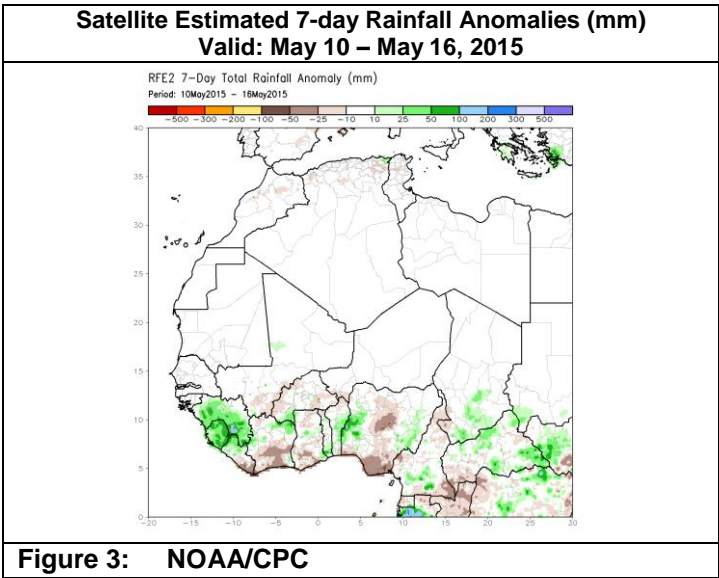 Satellite Estimated 7-day Rainfall Anomalies (mm)
Valid: May 10 – May 16, 2015
RFE2 7-Day Total Rainfall Anomaly (mm)
Period: 10May2015 – 16May2015
-500 -300 -200 -100 -50 -25 -10 10 25 50 100 200 300 500
40
35
30
25
20
15
10
5
0
-20 -15 -10 -5 0 5 10 15 20 25 30
Figure 3: NOAA/CPC